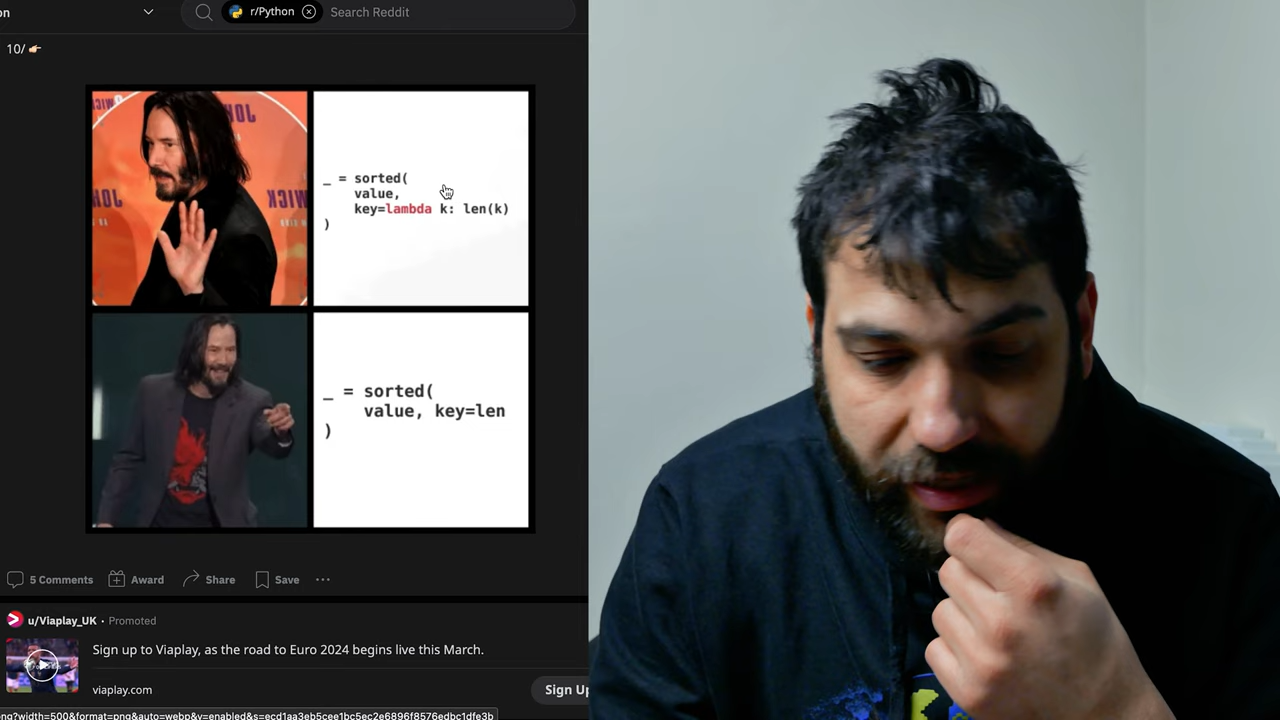 on
r/Python
Search Reddit
10/
_ = sorted(
value,
key=lambda k: len(k)
)
_ = sorted(
value, key=len
)
5 Comments
Award
Share
Save
u/Viaplay_UK • Promoted
Sign up to Viaplay, as the road to Euro 2024 begins live this March.
viaplay.com
Sign Up
ng?width=500&format=png&auto=webp&v=enabled&s=ecd1aa3eb5cee1bc5ec2e6896f8576edbc1dfe3b